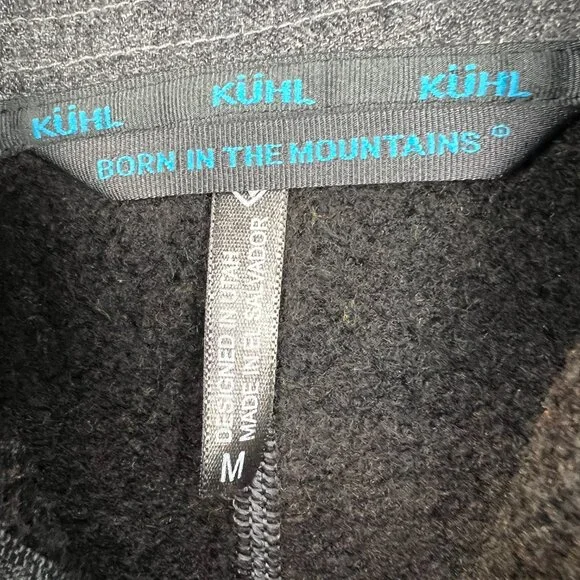 KÜHL KÜHL KÜHL
BORN IN THE MOUNTAINS ®
DESIGNED IN UTAH
MADE IN EL SALVADOR
M